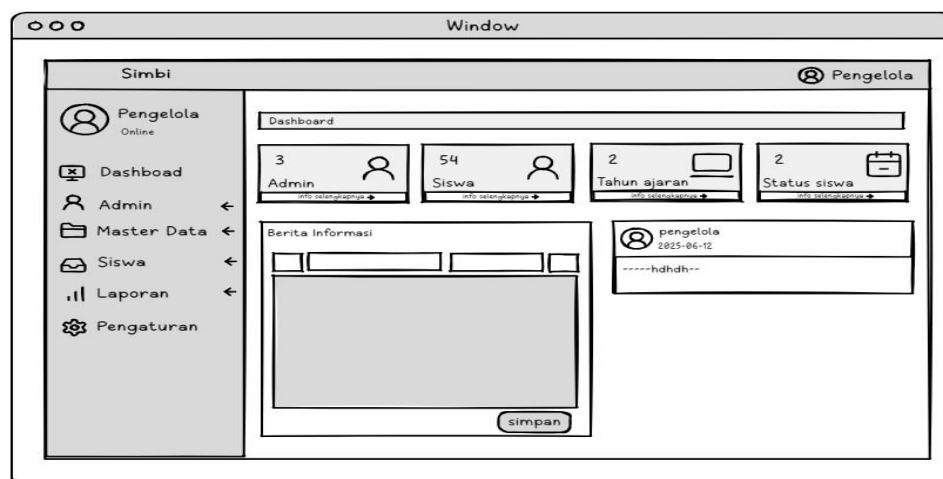 Window
Simbi
Pengelola
Pengelola
Online
Dashboad
Admin
Master Data
Siswa
Laporan
Pengaturan
Dashboard
3
Admin
info selengkapnya
54
Siswa
info selengkapnya
2
Tahun ajaran
info selengkapnya
2
Status siswa
info selengkapnya
Berita Informasi
simpan
pengelola
2025-06-12
-----hdhdh--